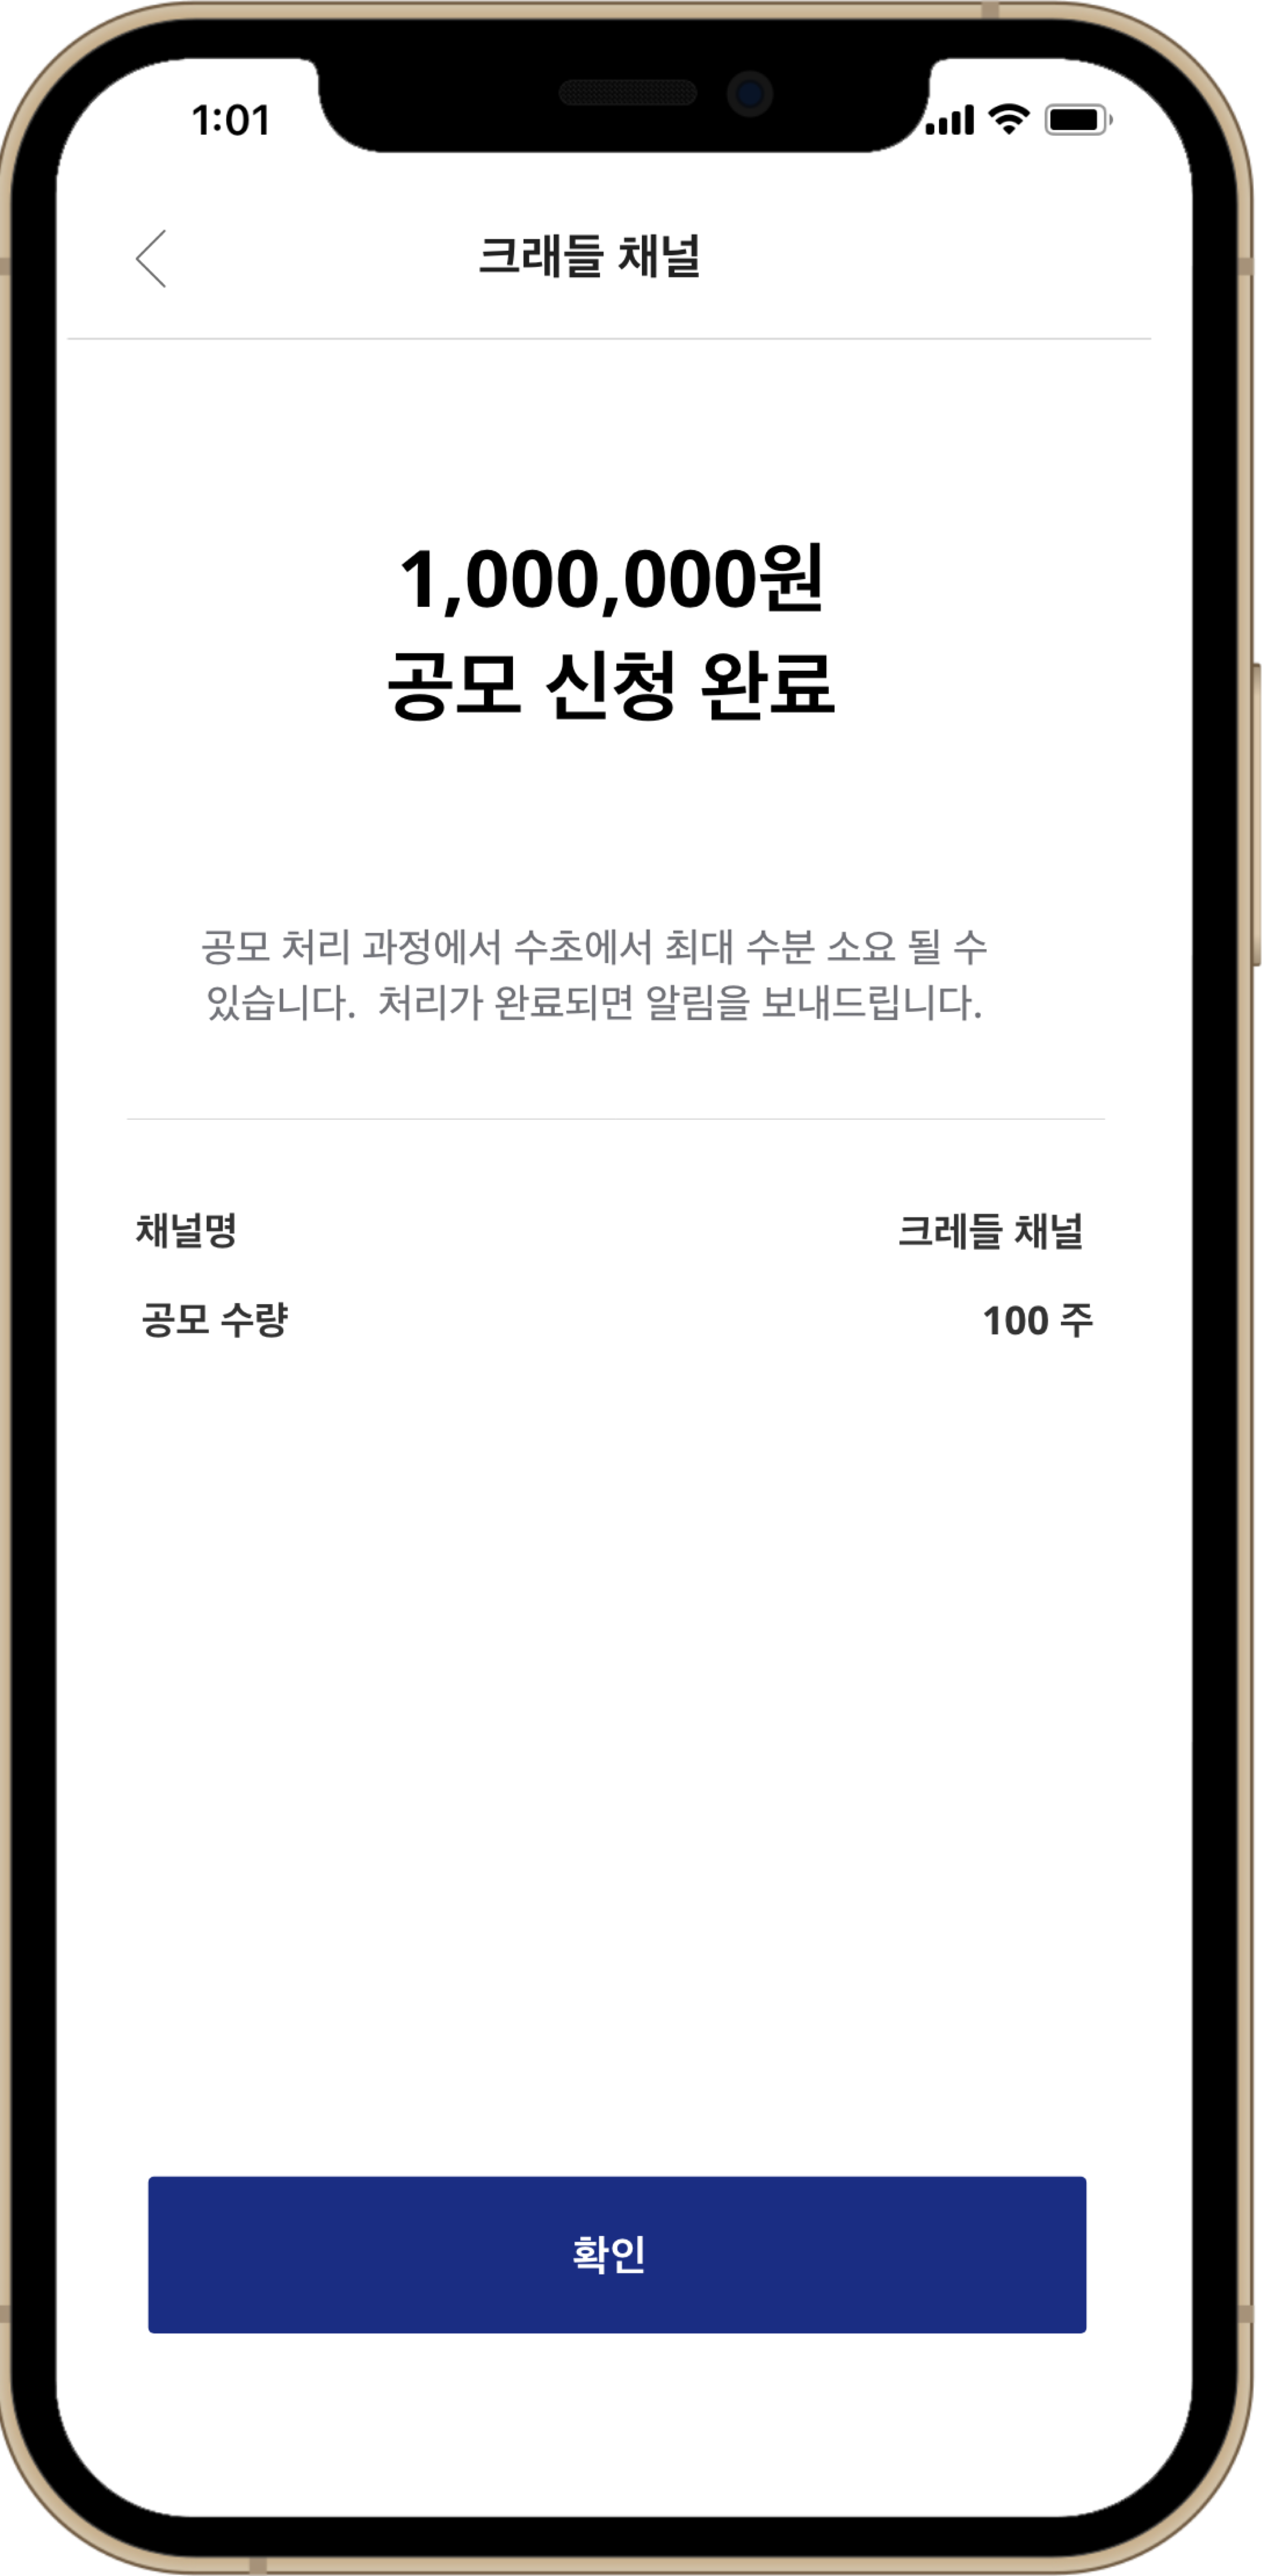 1:01
크래들 채널
1,000,000원
공모 신청 완료
공모 처리 과정에서 수초에서 최대 수분 소요 될 수
있습니다. 처리가 완료되면 알림을 보내드립니다.
채널명 크레들 채널
공모 수량 100 주
확인